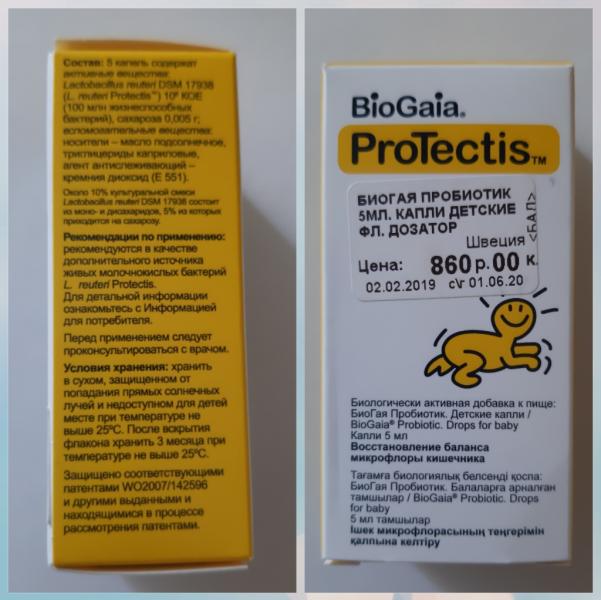 Состав: 5 капель содержат
активные вещества:
Lactobacillus reuteri DSM 17938
(L. reuteri Protectis™) 10⁸ КОЕ
(100 млн жизнеспособных
бактерий), сахароза 0,005 г;
вспомогательные вещества:
носители – масло подсолнечное,
триглицериды каприловые,
агент антислеживающий –
кремния диоксид (Е 551).
Около 10% культуральной смеси
Lactobacillus reuteri DSM 17938 состоит
из моно- и дисахаридов, 5% из которых
приходится на сахарозу.
Рекомендации по применению:
рекомендуются в качестве
дополнительного источника
живых молочнокислых бактерий
L. reuteri Protectis.
Для детальной информации
ознакомьтесь с Информацией
для потребителя.
Перед применением следует
проконсультироваться с врачом.
Условия хранения: хранить
в сухом, защищенном от
попадания прямых солнечных
лучей и недоступном для детей
месте при температуре не
выше 25ºС. После вскрытия
флакона хранить 3 месяца при
температуре не выше 25ºС.
Защищено соответствующими
патентами WO2007/142596
и другими выданными и
находящимися в процессе
рассмотрения патентами.
BioGaia®
ProTectis™
БИОГАЯ ПРОБИОТИК
5МЛ. КАПЛИ ДЕТСКИЕ
ФЛ. ДОЗАТОР
<БАД>
Швеция
Цена: 860р.00 к.
02.02.2019 с\г 01.06.20
Биологически активная добавка к пище:
БиоГая Пробиотик. Детские капли /
BioGaia® Probiotic. Drops for baby
Капли 5 мл
Восстановление баланса
микрофлоры кишечника
Тағамға биологиялық белсенді қоспа:
БиоГая Пробиотик. Балаларға арналған
тамшылар / BioGaia® Probiotic. Drops
for baby
5 мл тамшылар
Ішек микрофлорасының теңгерімін
қалпына келтіру